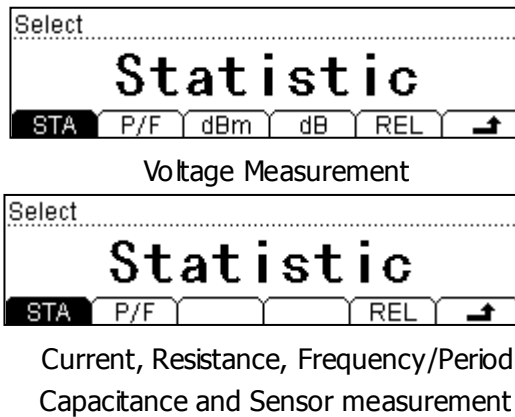 Select
Statistic
STA P/F dBm dB REL
Voltage Measurement
Select
Statistic
STA P/F REL
Current, Resistance, Frequency/Period
Capacitance and Sensor measurement